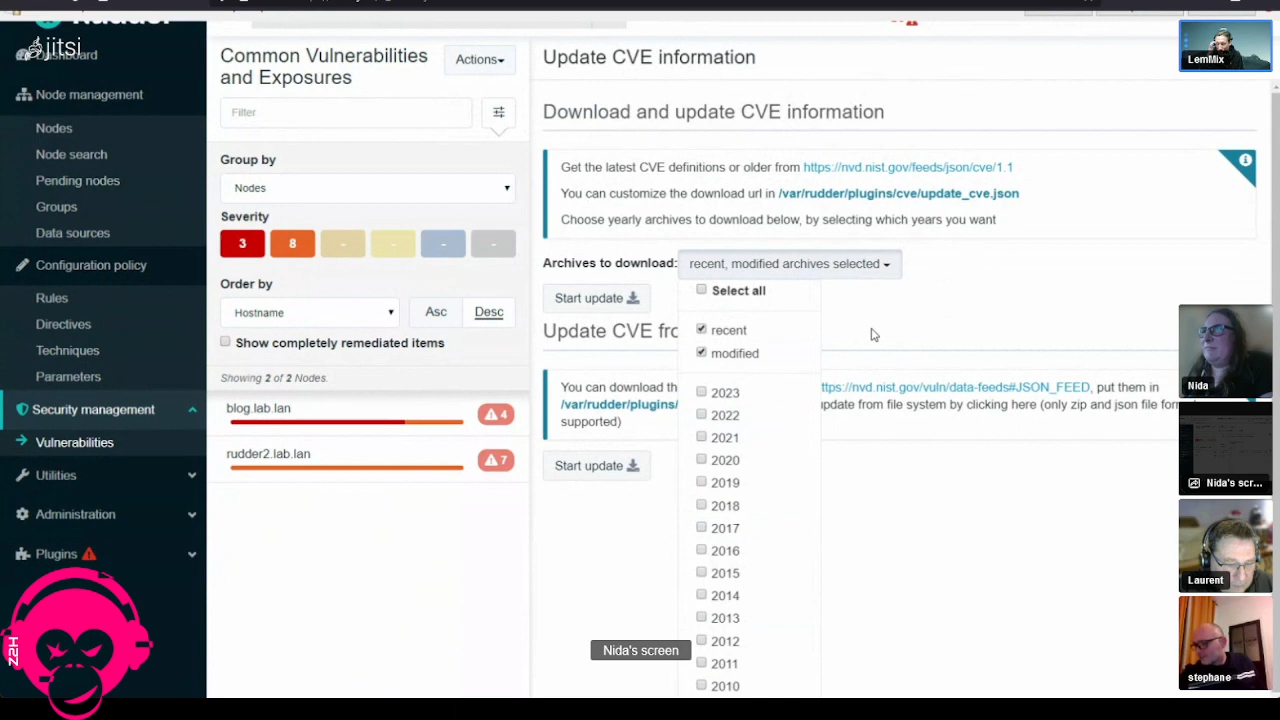 Rudder
jitsi
Dashboard
Node management
Nodes
Node search
Pending nodes
Groups
Data sources
Configuration policy
Rules
Directives
Techniques
Parameters
Security management
Vulnerabilities
Utilities
Administration
Plugins
Z2H
Common Vulnerabilities
and Exposures
Actions
Filter
Group by
Nodes
Severity
3 8 - - - -
Order by
Hostname Asc Desc
Show completely remediated items
Showing 2 of 2 Nodes.
blog.lab.lan 4
rudder2.lab.lan 7
Update CVE information
Download and update CVE information
Get the latest CVE definitions or older from https://nvd.nist.gov/feeds/json/cve/1.1
You can customize the download url in /var/rudder/plugins/cve/update_cve.json
Choose yearly archives to download below, by selecting which years you want
Archives to download: recent, modified archives selected
Start update
Select all
recent
modified
2023
2022
2021
2020
2019
2018
2017
2016
2015
2014
2013
2012
2011
2010
Update CVE fro
You can download th ttps://nvd.nist.gov/vuln/data-feeds#JSON_FEED, put them in
/var/rudder/plugins/ update from file system by clicking here (only zip and json file form
supported)
Start update
Nida's screen
LemMix
Nida
Nida's scr...
Laurent
stephane